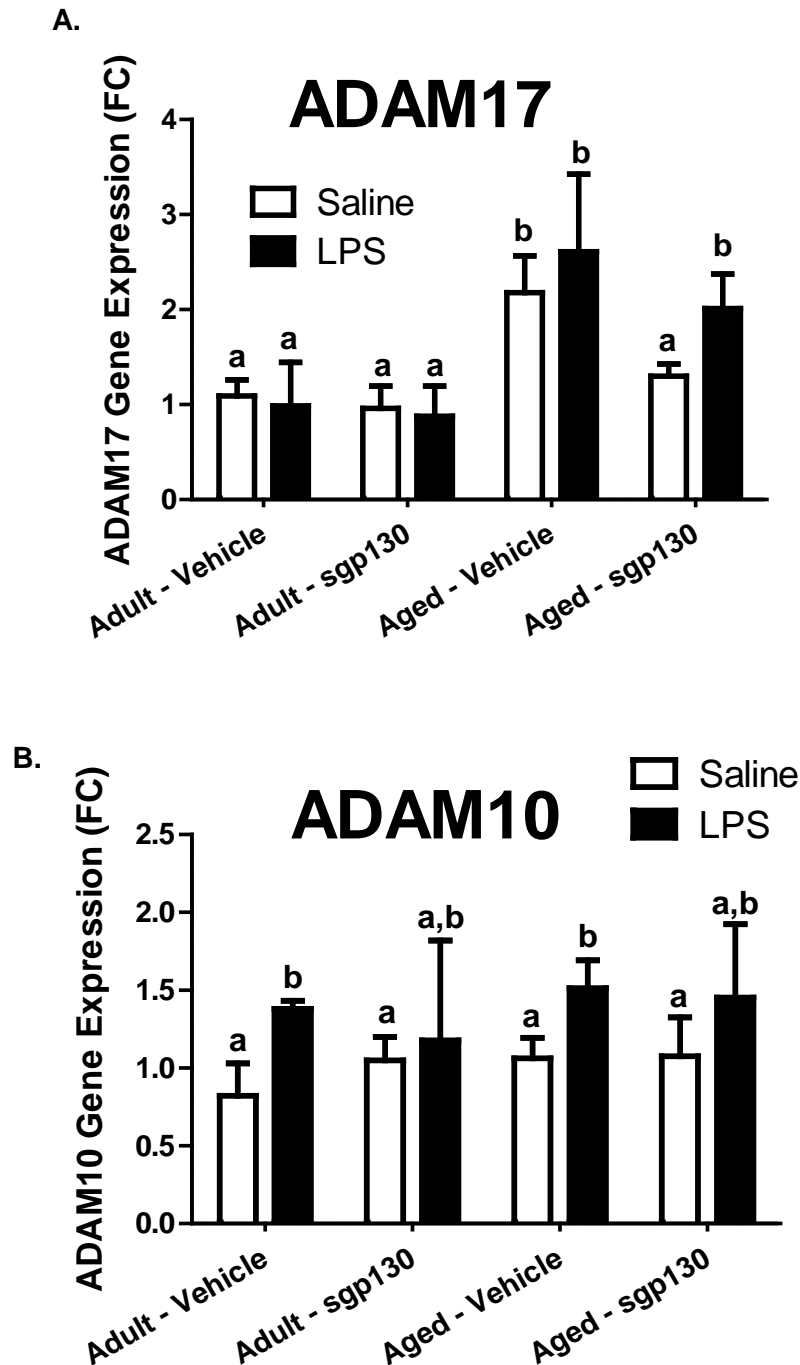 A.
ADAM17
ADAM17 Gene Expression (FC)
4
3
2
1
0
Saline
LPS
a
a
a
a
b
b
a
b
Adult - Vehicle
Adult - sgp130
Aged - Vehicle
Aged - sgp130
B.
ADAM10
ADAM10 Gene Expression (FC)
Saline
LPS
2.5
2.0
1.5
1.0
0.5
0.0
a
b
a
a,b
a
b
a
a,b
Adult - Vehicle
Adult - sgp130
Aged - Vehicle
Aged - sgp130